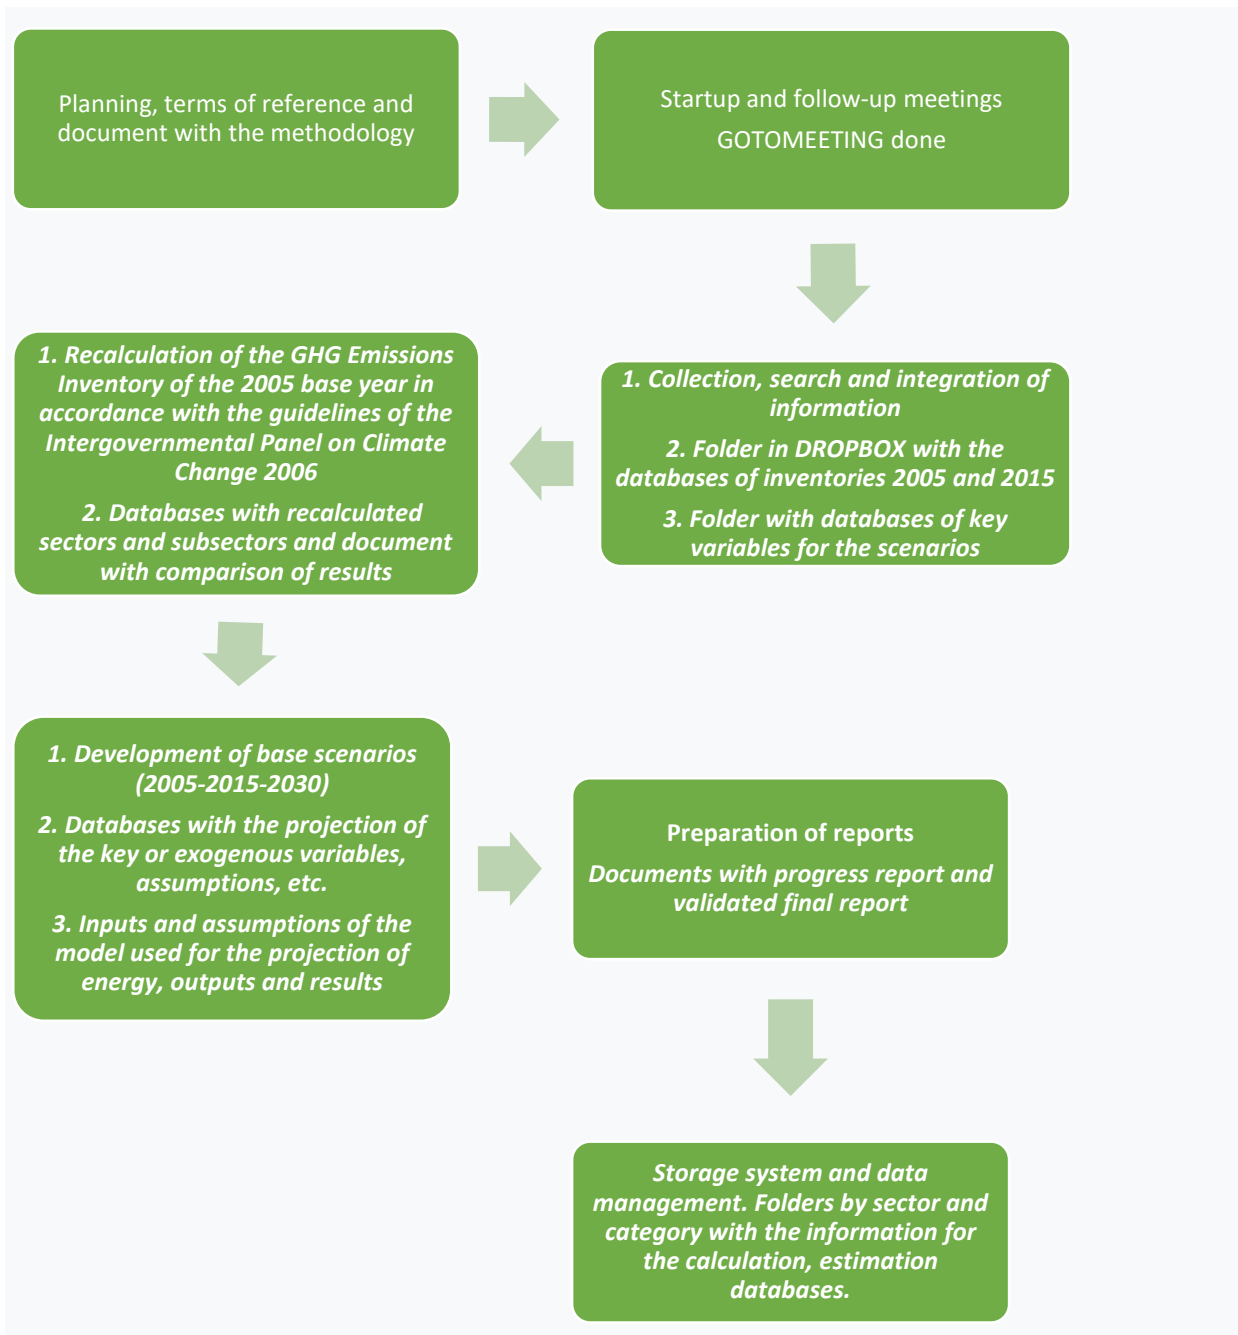 Planning, terms of reference and
document with the methodology
Startup and follow-up meetings
GOTOMEETING done
1. Collection, search and integration of
information
2. Folder in DROPBOX with the
databases of inventories 2005 and 2015
3. Folder with databases of key
variables for the scenarios
1. Recalculation of the GHG Emissions
Inventory of the 2005 base year in
accordance with the guidelines of the
Intergovernmental Panel on Climate
Change 2006
2. Databases with recalculated
sectors and subsectors and document
with comparison of results
1. Development of base scenarios
(2005-2015-2030)
2. Databases with the projection of
the key or exogenous variables,
assumptions, etc.
3. Inputs and assumptions of the
model used for the projection of
energy, outputs and results
Preparation of reports
Documents with progress report and
validated final report
Storage system and data
management. Folders by sector and
category with the information for
the calculation, estimation
databases.